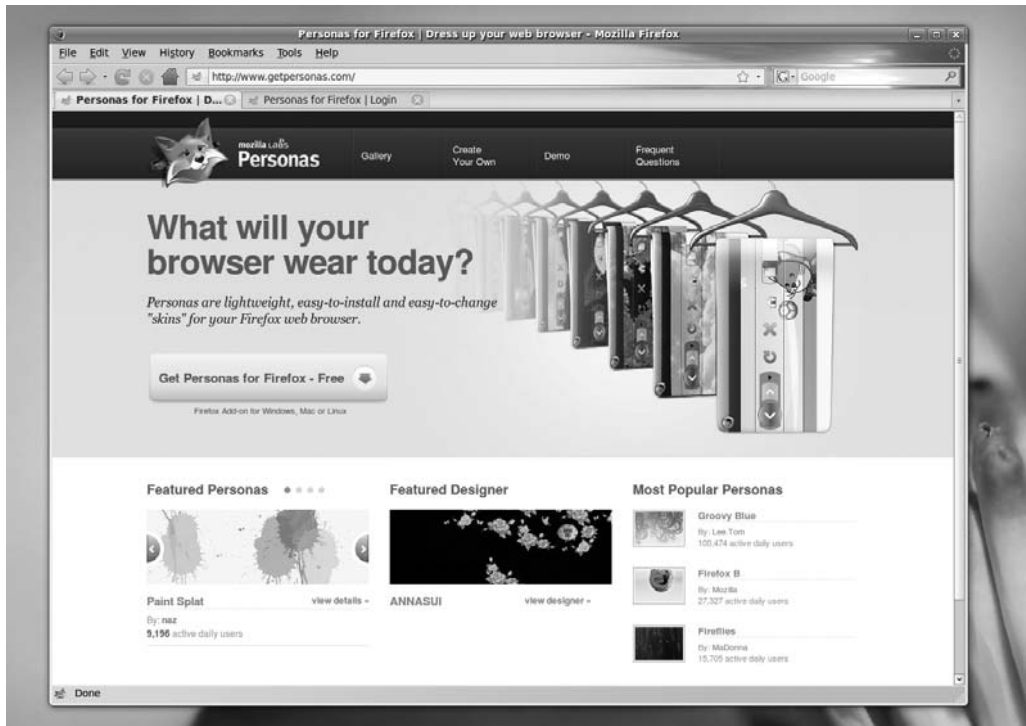 Personas for Firefox | Dress up your web browser - Mozilla Firefox
File Edit View History Bookmarks Tools Help
http://www.getpersonas.com/
Google
Personas for Firefox | D...
Personas for Firefox | Login
mozilla LABS
Personas
Gallery
Create
Your Own
Demo
Frequent
Questions
What will your
browser wear today?
Personas are lightweight, easy-to-install and easy-to-change
"skins" for your Firefox web browser.
Get Personas for Firefox - Free
Firefox Add-on for Windows, Mac or Linux
Featured Personas
Paint Splat view details »
By: naz
9,196 active daily users
Featured Designer
ANNASUI view designer »
Most Popular Personas
Groovy Blue
By: Lee.Tom
100,474 active daily users
Firefox B
By: Mozilla
27,327 active daily users
Fireflies
By: MaDonna
15,705 active daily users
Done